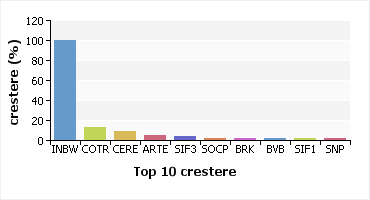 120
100
80
60
40
20
0
crestere (%)
INBW COTR CERE ARTE SIF3 SOCP BRK BVB SIF1 SNP
Top 10 crestere